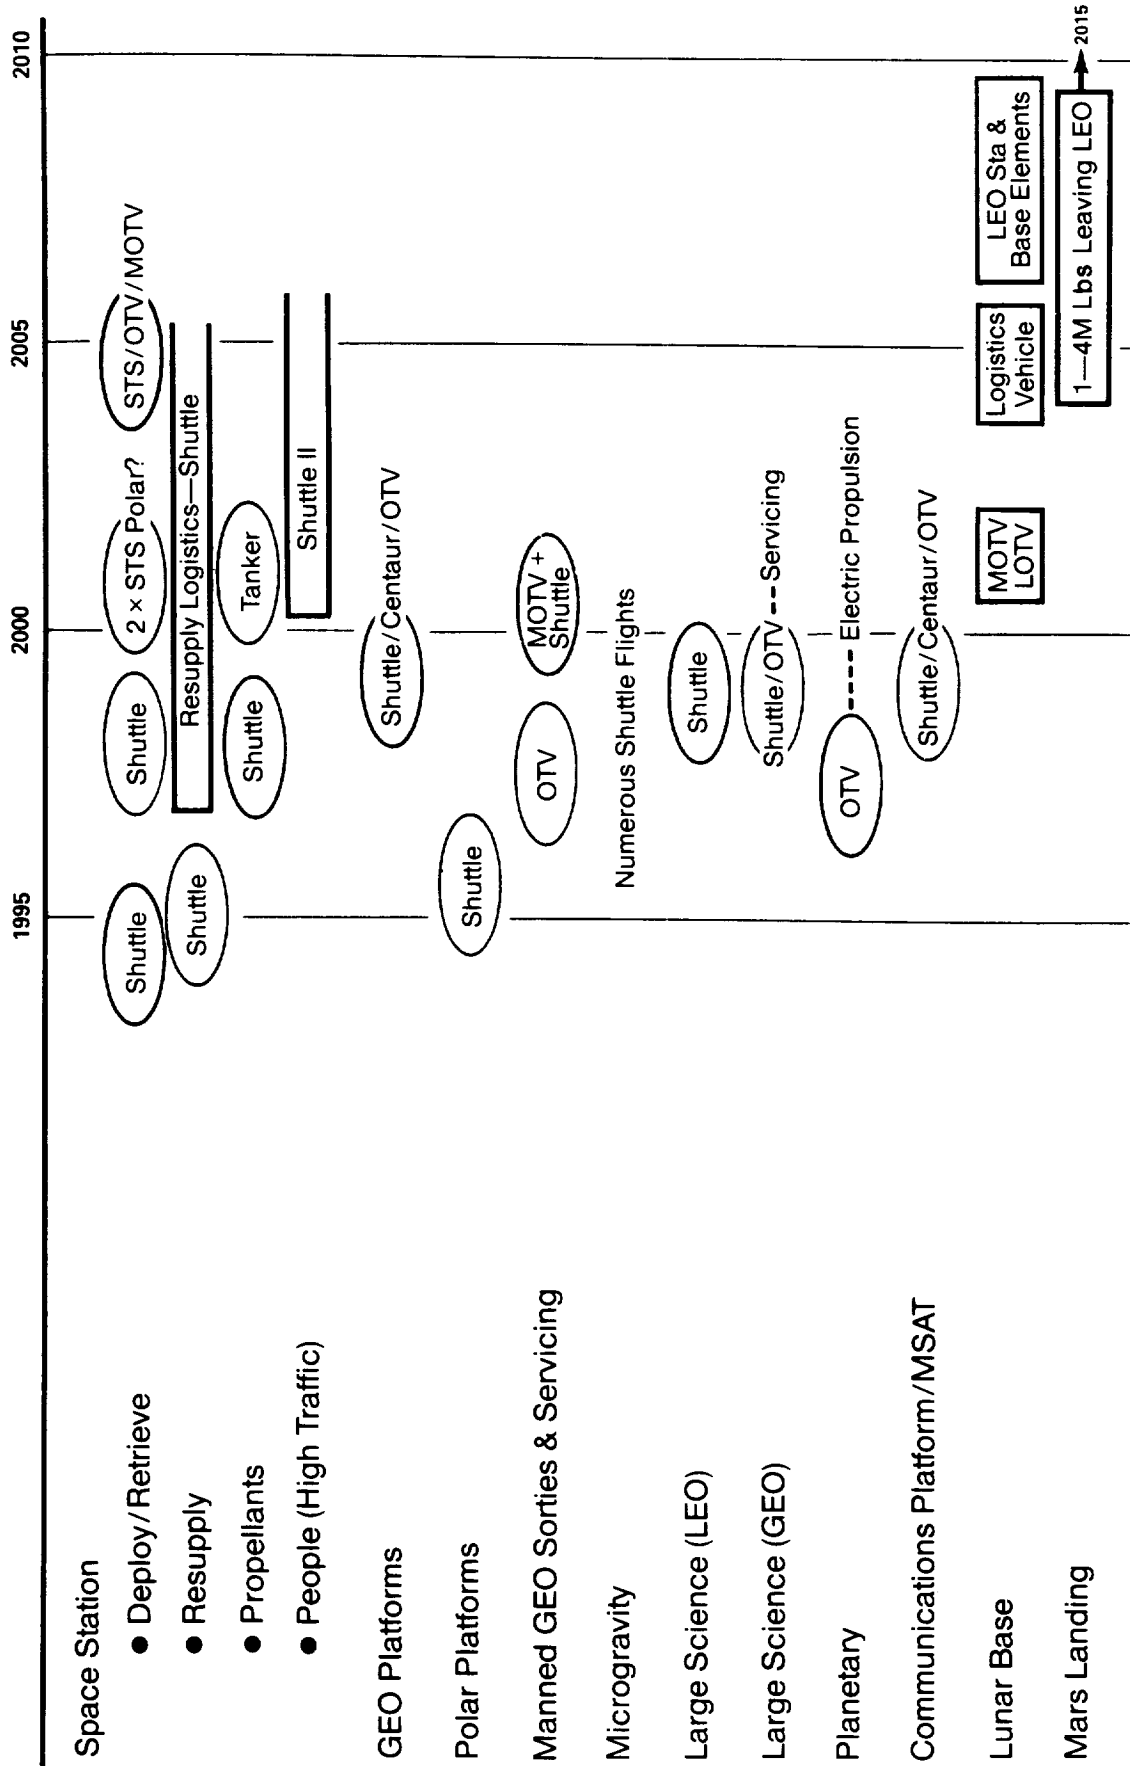 1995 2000 2005 2010
Space Station
● Deploy/Retrieve
Shuttle
Shuttle
2 × STS Polar?
STS/OTV/MOTV
● Resupply
Shuttle
Resupply Logistics—Shuttle
● Propellants
Shuttle
Tanker
● People (High Traffic)
Shuttle II
GEO Platforms
Shuttle/Centaur/OTV
Polar Platforms
Shuttle
Manned GEO Sorties & Servicing
OTV
MOTV +
Shuttle
Microgravity
Numerous Shuttle Flights
Large Science (LEO)
Shuttle
Large Science (GEO)
Shuttle/OTV -- Servicing
Planetary
OTV ---- Electric Propulsion
Communications Platform/MSAT
Shuttle/Centaur/OTV
Lunar Base
MOTV
LOTV
Logistics
Vehicle
LEO Sta &
Base Elements
Mars Landing
1—4M Lbs Leaving LEO
2015